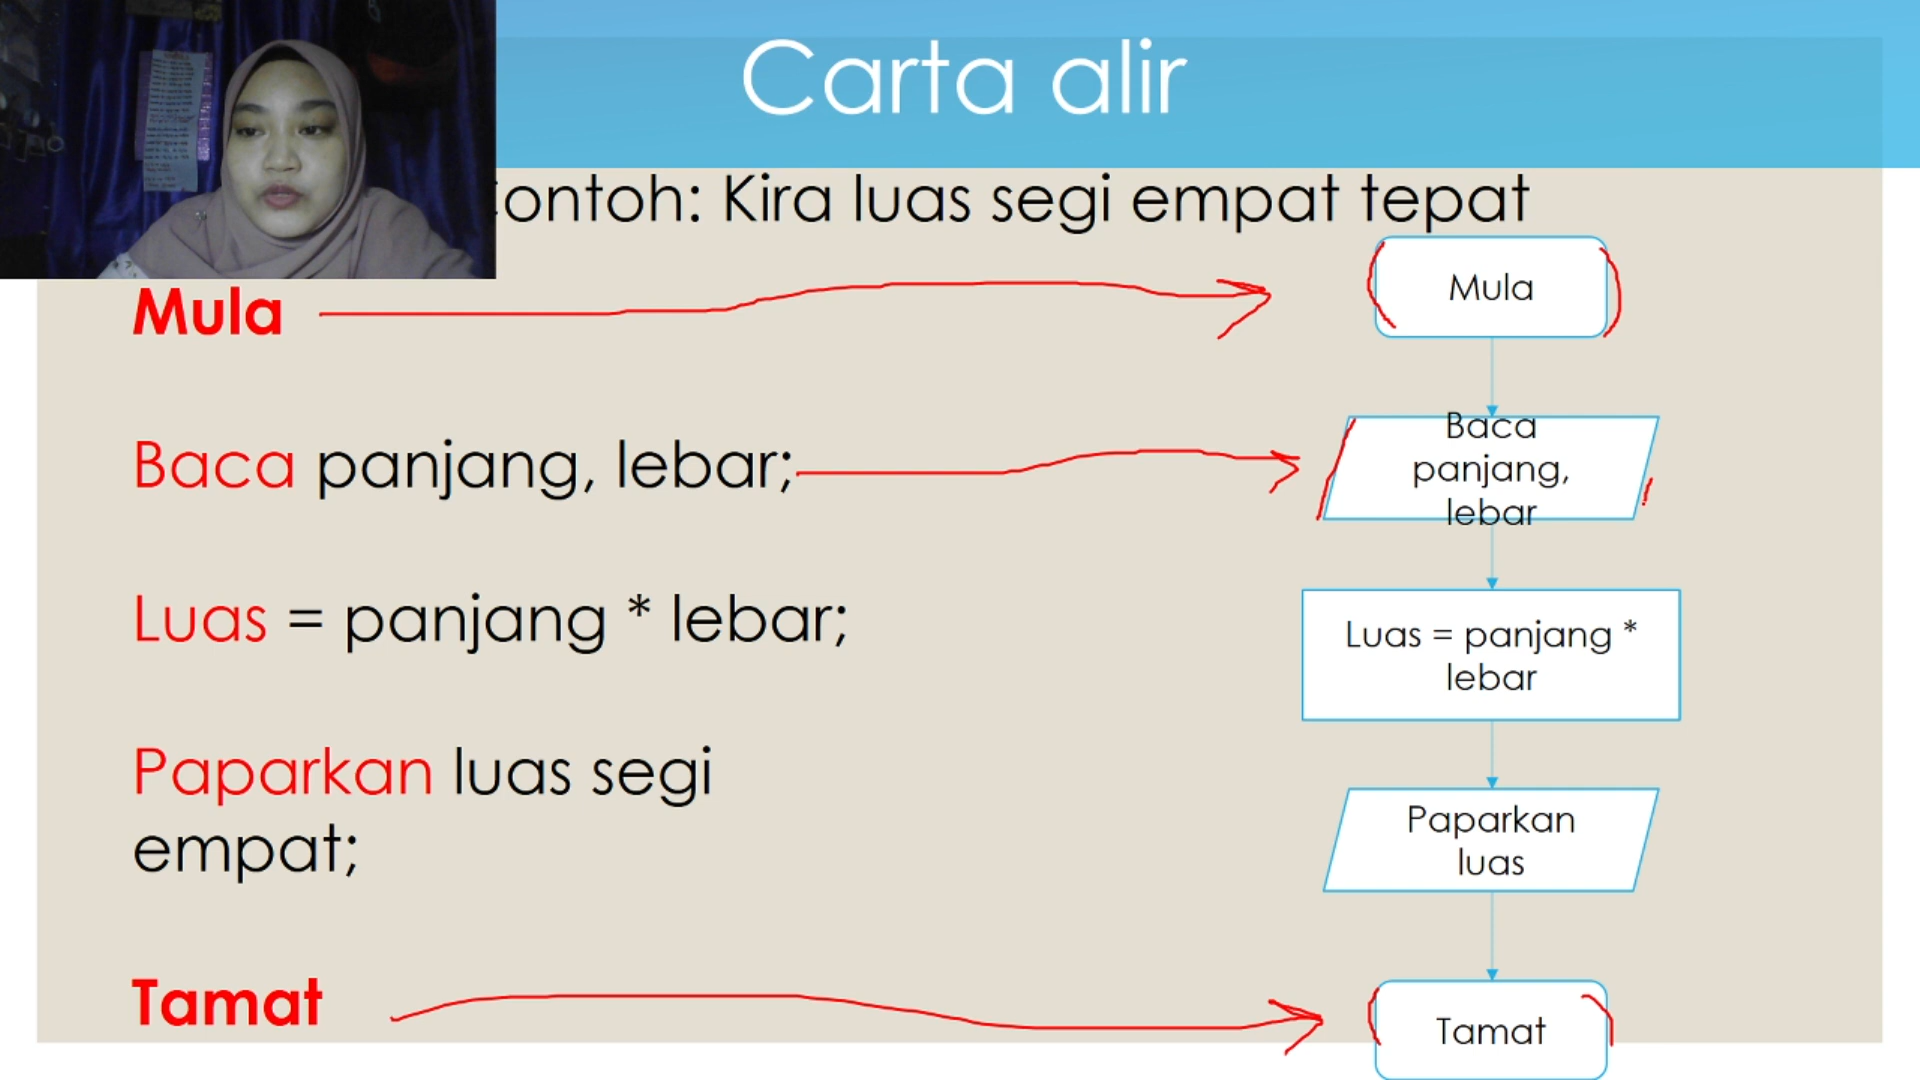 Carta alir
ontoh: Kira luas segi empat tepat
Mula
Baca panjang, lebar;
Luas = panjang * lebar;
Paparkan luas segi
empat;
Tamat
Mula
Baca
panjang,
lebar
Luas = panjang *
lebar
Paparkan
luas
Tamat